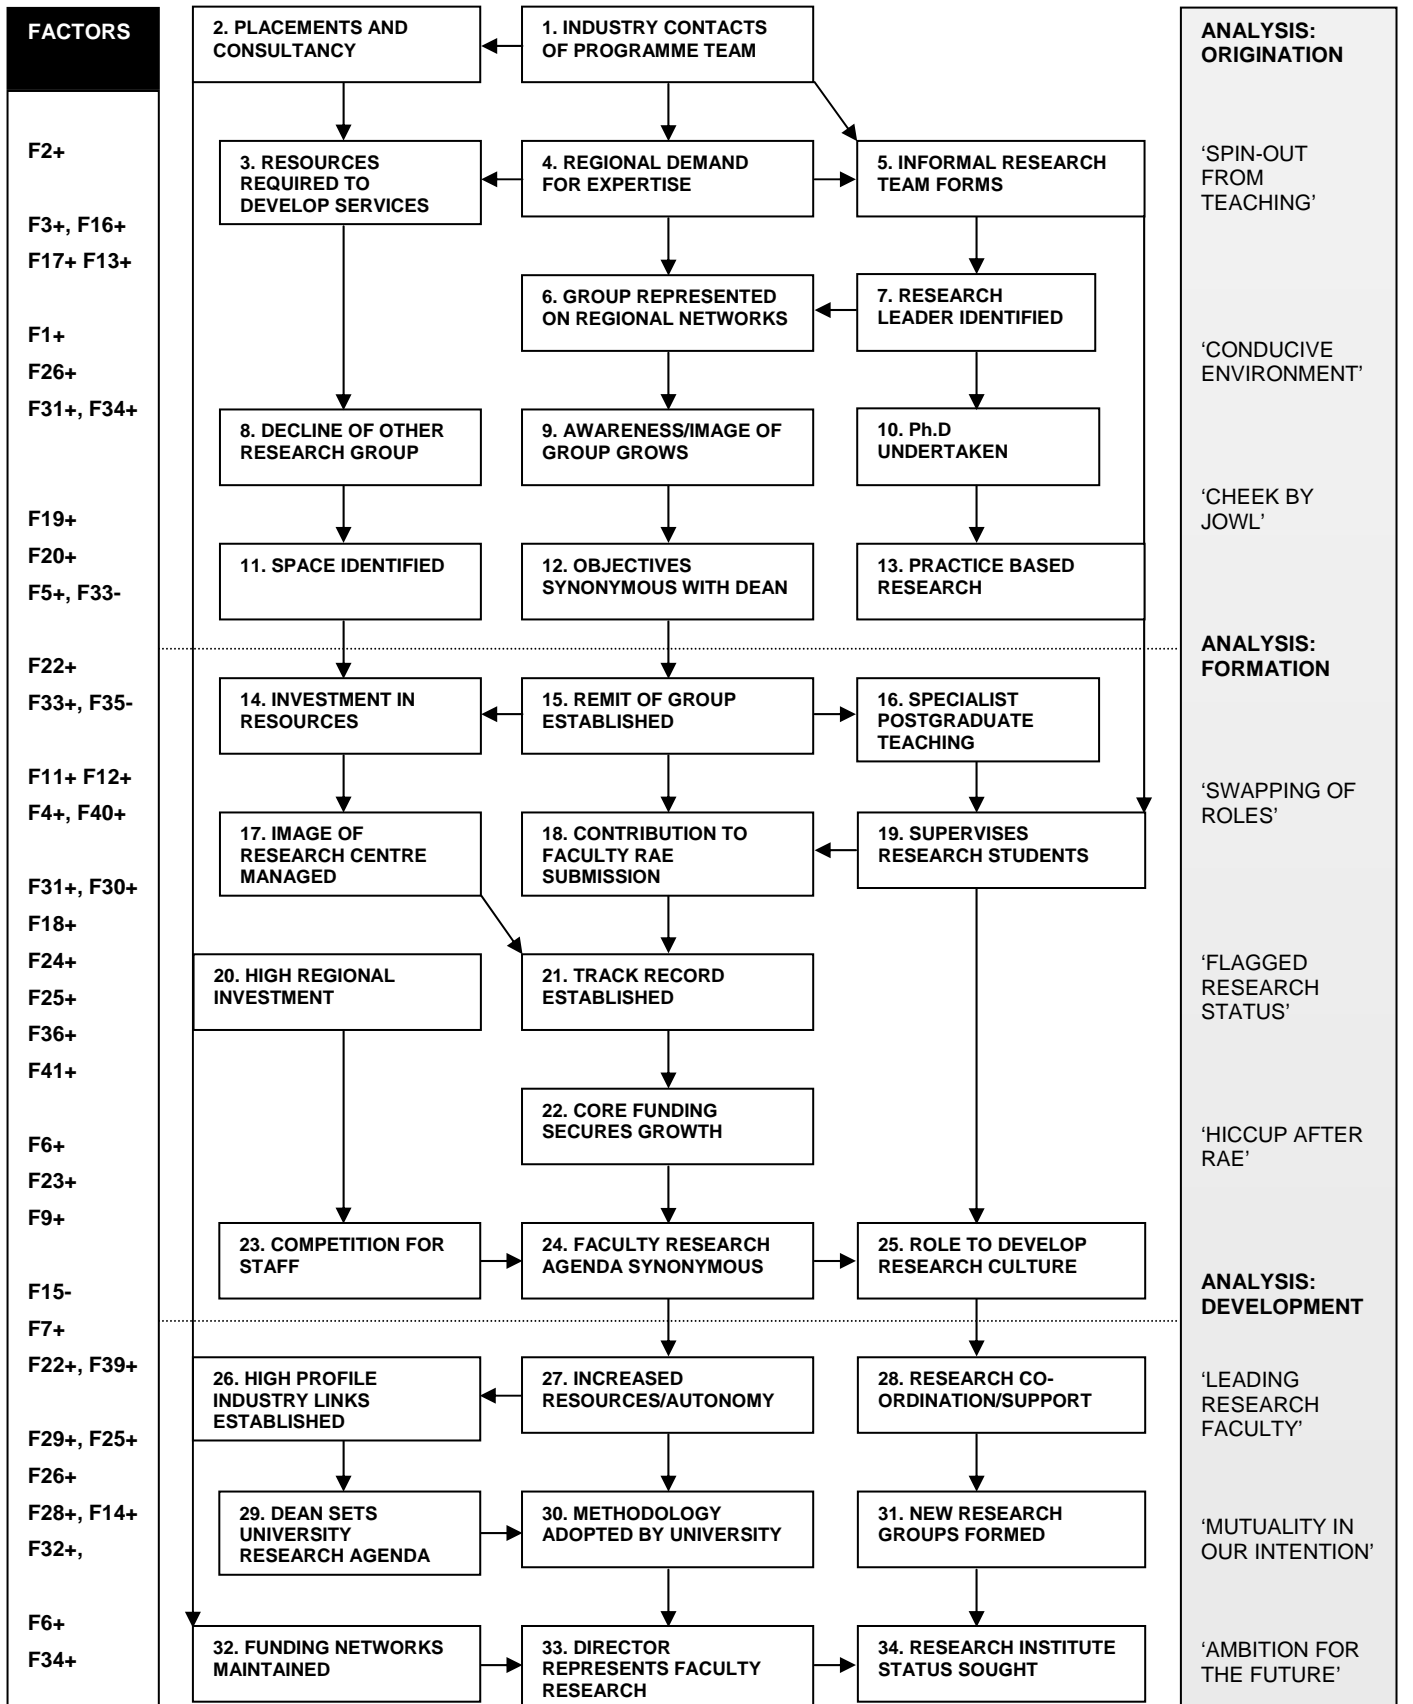 FACTORS
F2+
F3+, F16+
F17+ F13+
F1+
F26+
F31+, F34+
F19+
F20+
F5+, F33-
F22+
F33+, F35-
F11+ F12+
F4+, F40+
F31+, F30+
F18+
F24+
F25+
F36+
F41+
F6+
F23+
F9+
F15-
F7+
F22+, F39+
F29+, F25+
F26+
F28+, F14+
F32+,
F6+
F34+
2. PLACEMENTS AND
CONSULTANCY
1. INDUSTRY CONTACTS
OF PROGRAMME TEAM
3. RESOURCES
REQUIRED TO
DEVELOP SERVICES
4. REGIONAL DEMAND
FOR EXPERTISE
5. INFORMAL RESEARCH
TEAM FORMS
6. GROUP REPRESENTED
ON REGIONAL NETWORKS
7. RESEARCH
LEADER IDENTIFIED
8. DECLINE OF OTHER
RESEARCH GROUP
9. AWARENESS/IMAGE OF
GROUP GROWS
10. Ph.D
UNDERTAKEN
11. SPACE IDENTIFIED
12. OBJECTIVES
SYNONYMOUS WITH DEAN
13. PRACTICE BASED
RESEARCH
14. INVESTMENT IN
RESOURCES
15. REMIT OF GROUP
ESTABLISHED
16. SPECIALIST
POSTGRADUATE
TEACHING
17. IMAGE OF
RESEARCH CENTRE
MANAGED
18. CONTRIBUTION TO
FACULTY RAE
SUBMISSION
19. SUPERVISES
RESEARCH STUDENTS
20. HIGH REGIONAL
INVESTMENT
21. TRACK RECORD
ESTABLISHED
22. CORE FUNDING
SECURES GROWTH
23. COMPETITION FOR
STAFF
24. FACULTY RESEARCH
AGENDA SYNONYMOUS
25. ROLE TO DEVELOP
RESEARCH CULTURE
26. HIGH PROFILE
INDUSTRY LINKS
ESTABLISHED
27. INCREASED
RESOURCES/AUTONOMY
28. RESEARCH CO-
ORDINATION/SUPPORT
29. DEAN SETS
UNIVERSITY
RESEARCH AGENDA
30. METHODOLOGY
ADOPTED BY UNIVERSITY
31. NEW RESEARCH
GROUPS FORMED
32. FUNDING NETWORKS
MAINTAINED
33. DIRECTOR
REPRESENTS FACULTY
RESEARCH
34. RESEARCH INSTITUTE
STATUS SOUGHT
ANALYSIS:
ORIGINATION
‘SPIN-OUT
FROM
TEACHING’
‘CONDUCIVE
ENVIRONMENT’
‘CHEEK BY
JOWL’
ANALYSIS:
FORMATION
‘SWAPPING OF
ROLES’
‘FLAGGED
RESEARCH
STATUS’
‘HICCUP AFTER
RAE’
ANALYSIS:
DEVELOPMENT
‘LEADING
RESEARCH
FACULTY’
‘MUTUALITY IN
OUR INTENTION’
‘AMBITION FOR
THE FUTURE’